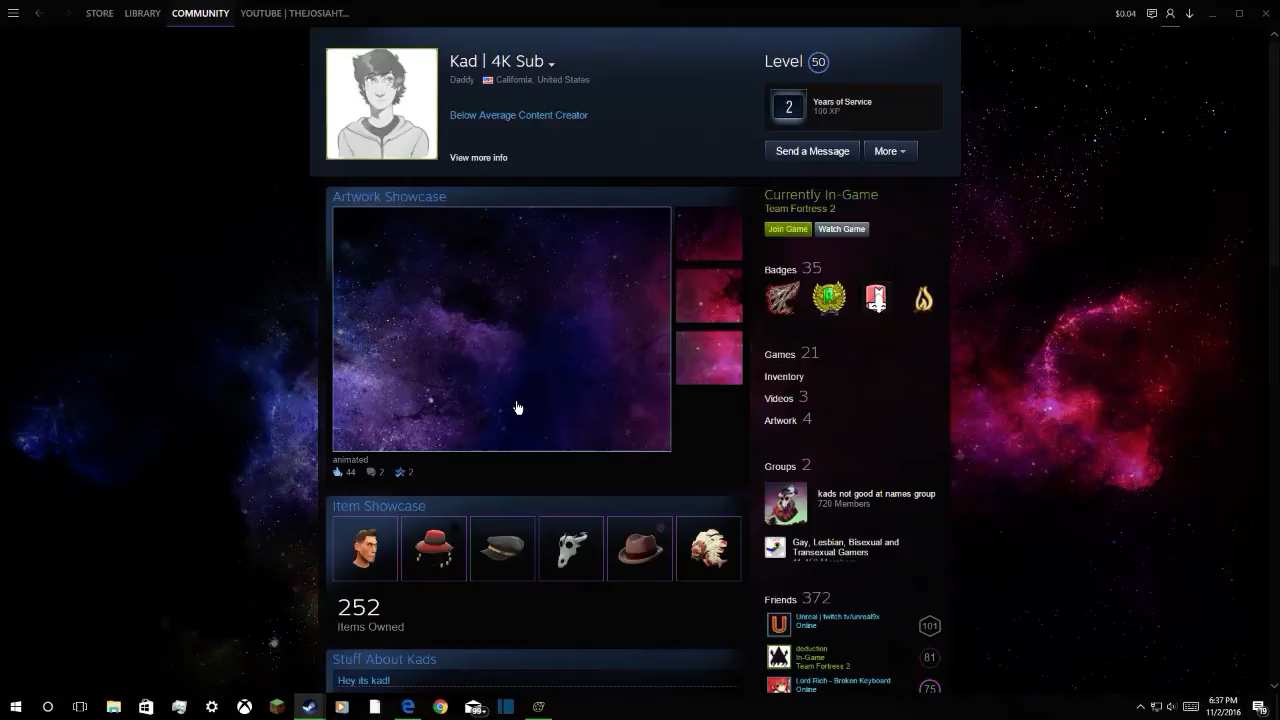 STORE LIBRARY COMMUNITY YOUTUBE | THEJOSIAHT... $0.04
Kad | 4K Sub
Daddy California, United States
Below Average Content Creator
View more info
Level 50
2 Years of Service
100 XP
Send a Message More
Artwork Showcase
animated
44 2 2
Item Showcase
252
Items Owned
Stuff About Kads
Hey its kad!
Currently In-Game
Team Fortress 2
Join Game Watch Game
Badges 35
Games 21
Inventory
Videos 3
Artwork 4
Groups 2
kads not good at names group
720 Members
Gay, Lesbian, Bisexual and
Transexual Gamers
Friends 372
Unreal | twitch.tv/unreal9x
Online
101
deduction
In-Game
Team Fortress 2
81
Lord Rich - Broken Keyboard
Online
75
99+
6:37 PM
11/2/2016
19